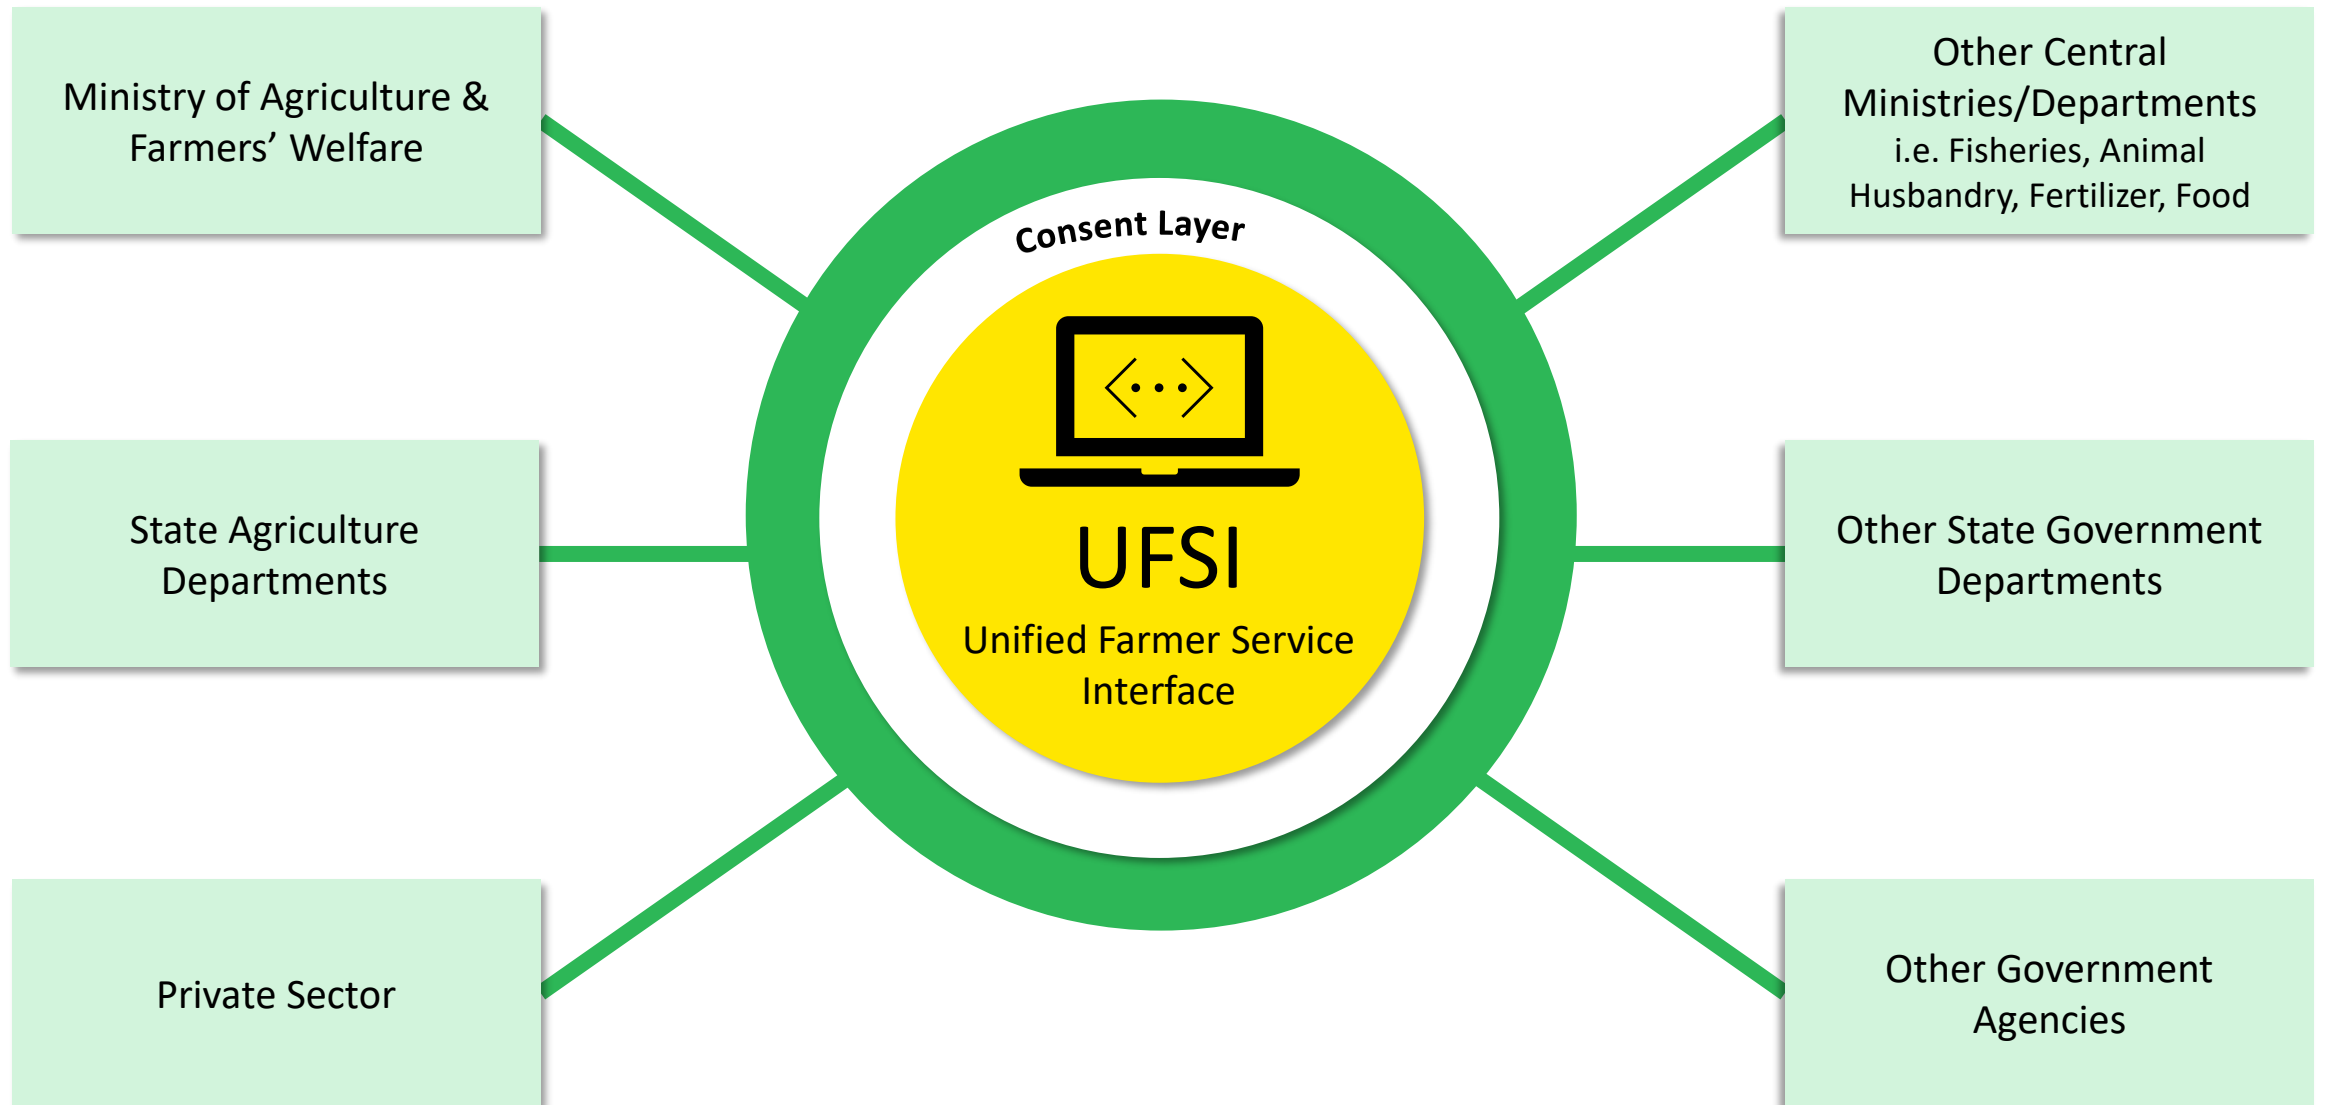 Ministry of Agriculture &
Farmers’ Welfare
State Agriculture
Departments
Private Sector
Consent Layer
UFSI
Unified Farmer Service
Interface
Other Central
Ministries/Departments
i.e. Fisheries, Animal
Husbandry, Fertilizer, Food
Other State Government
Departments
Other Government
Agencies